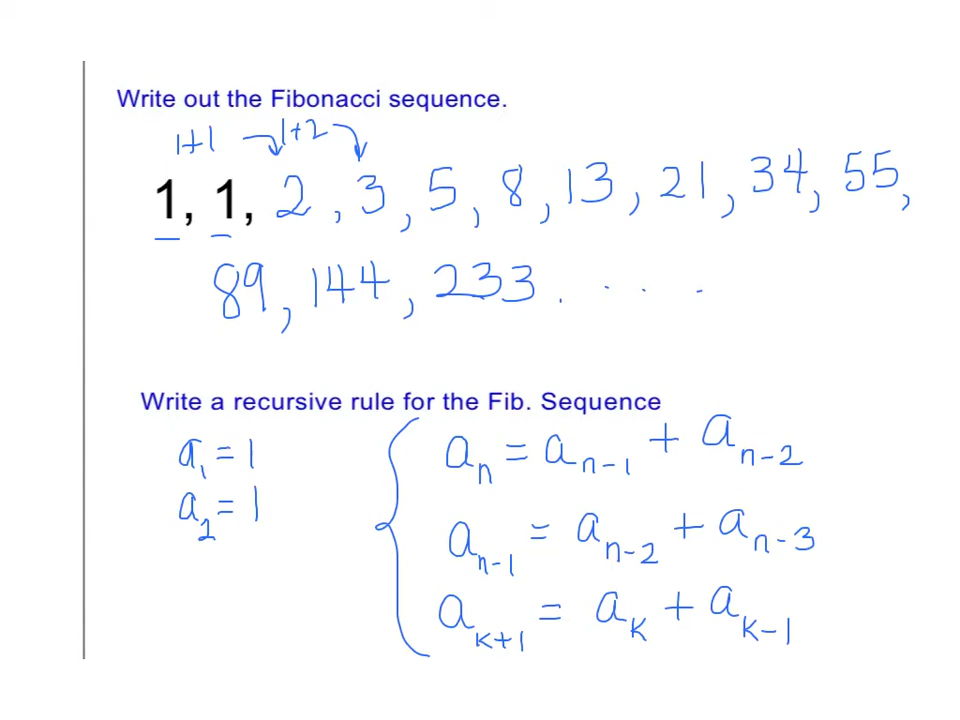 Write out the Fibonacci sequence.
1+1 1+2
1, 1, 2, 3, 5, 8, 13, 21, 34, 55,
89, 144, 233 . . . .
Write a recursive rule for the Fib. Sequence
a₁ = 1
a₂ = 1
aₙ = aₙ₋₁ + aₙ₋₂
aₙ₋₁ = aₙ₋₂ + aₙ₋₃
aₖ₊₁ = aₖ + aₖ₋₁